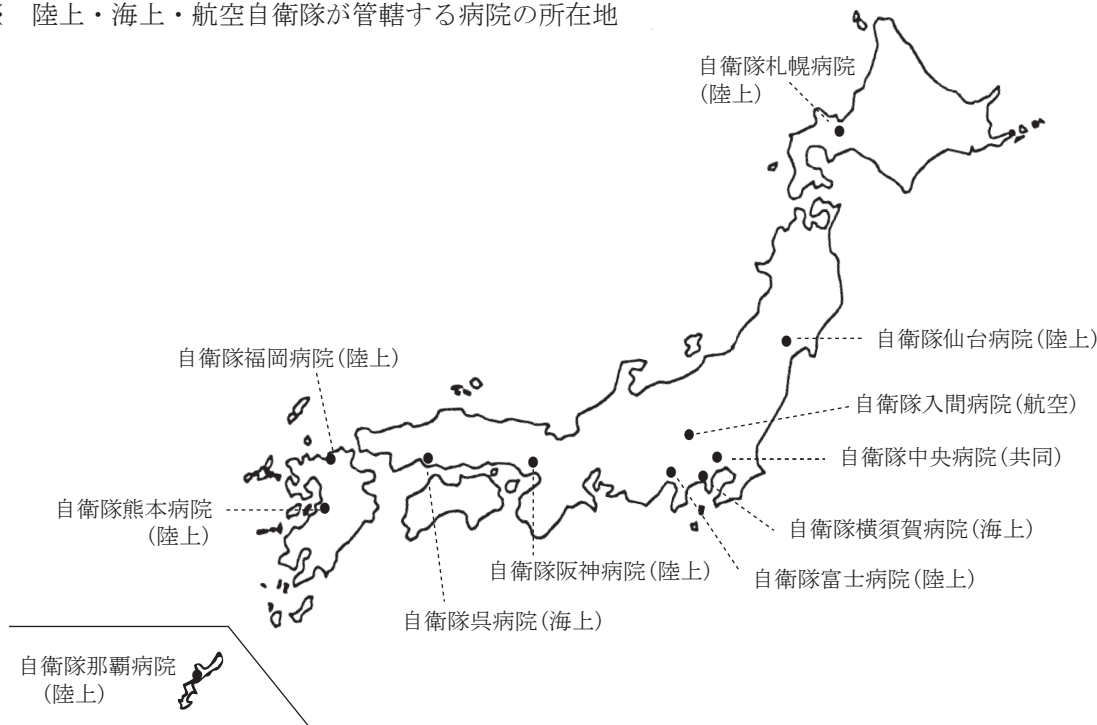 陸上・海上・航空自衛隊が管轄する病院の所在地
自衛隊札幌病院
(陸上)
自衛隊仙台病院(陸上)
自衛隊福岡病院(陸上)
自衛隊入間病院(航空)
自衛隊中央病院(共同)
自衛隊熊本病院
(陸上)
自衛隊横須賀病院(海上)
自衛隊阪神病院(陸上)
自衛隊富士病院(陸上)
自衛隊呉病院(海上)
自衛隊那覇病院
(陸上)